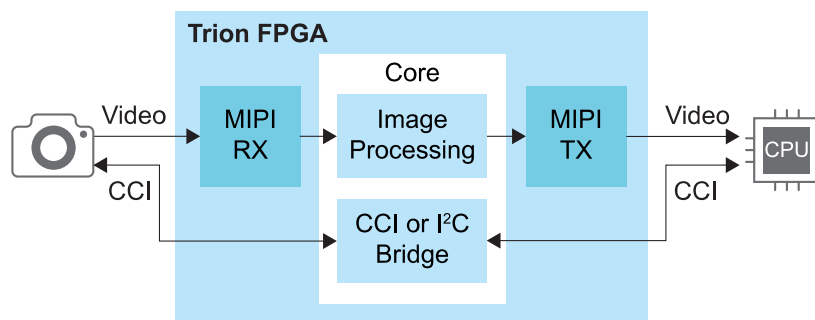 Trion FPGA
Core
Video
MIPI
RX
Image
Processing
MIPI
TX
Video
CPU
CCI
CCI or I²C
Bridge
CCI